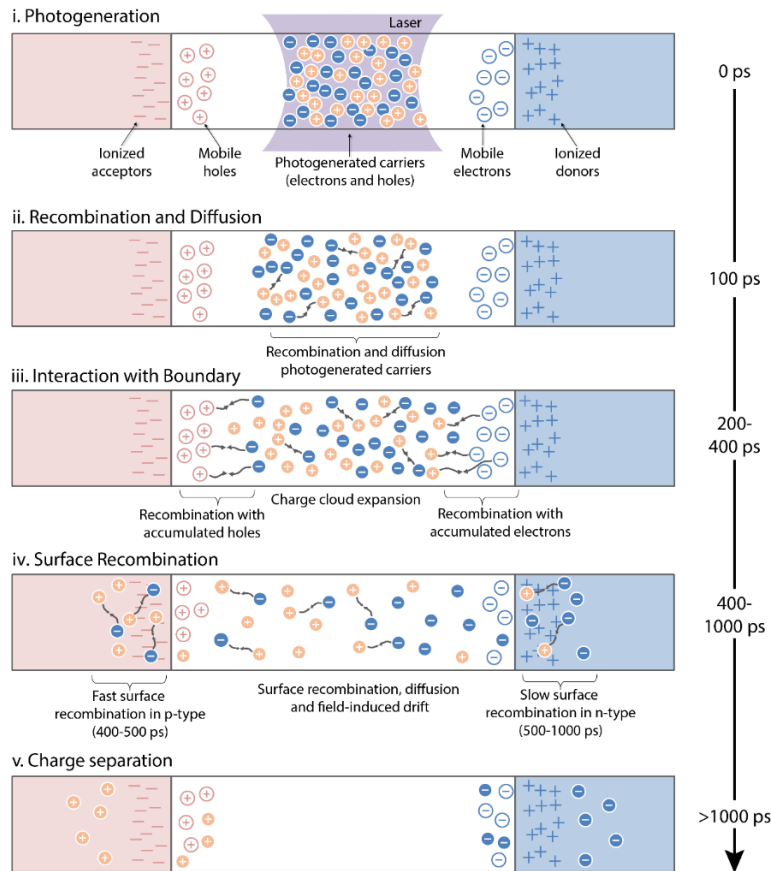 i. Photogeneration
Laser
0 ps
Ionized
acceptors
Mobile
holes
Photogenerated carriers
(electrons and holes)
Mobile
electrons
Ionized
donors
ii. Recombination and Diffusion
100 ps
Recombination and diffusion
photogenerated carriers
iii. Interaction with Boundary
200-
400 ps
Charge cloud expansion
Recombination with
accumulated holes
Recombination with
accumulated electrons
iv. Surface Recombination
400-
1000 ps
Fast surface
recombination in p-type
(400-500 ps)
Surface recombination, diffusion
and field-induced drift
Slow surface
recombination in n-type
(500-1000 ps)
v. Charge separation
>1000 ps